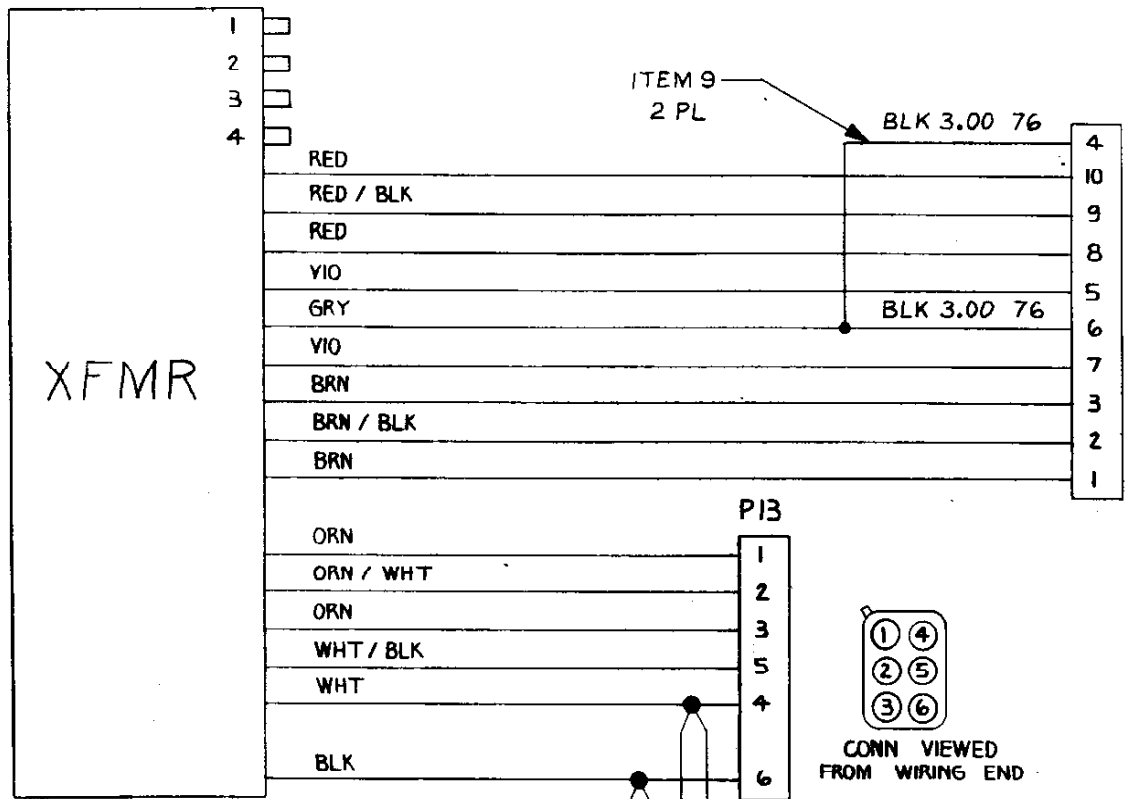 1
2
3
4
ITEM 9
2 PL
BLK 3.00 76
4
RED
10
RED / BLK
9
RED
8
VIO
5
GRY
BLK 3.00 76
6
VIO
7
XFMR
BRN
3
BRN / BLK
2
BRN
1
P13
ORN
1
ORN / WHT
2
ORN
3
WHT / BLK
5
WHT
4
BLK
6
1 4
2 5
3 6
CONN VIEWED
FROM WIRING END